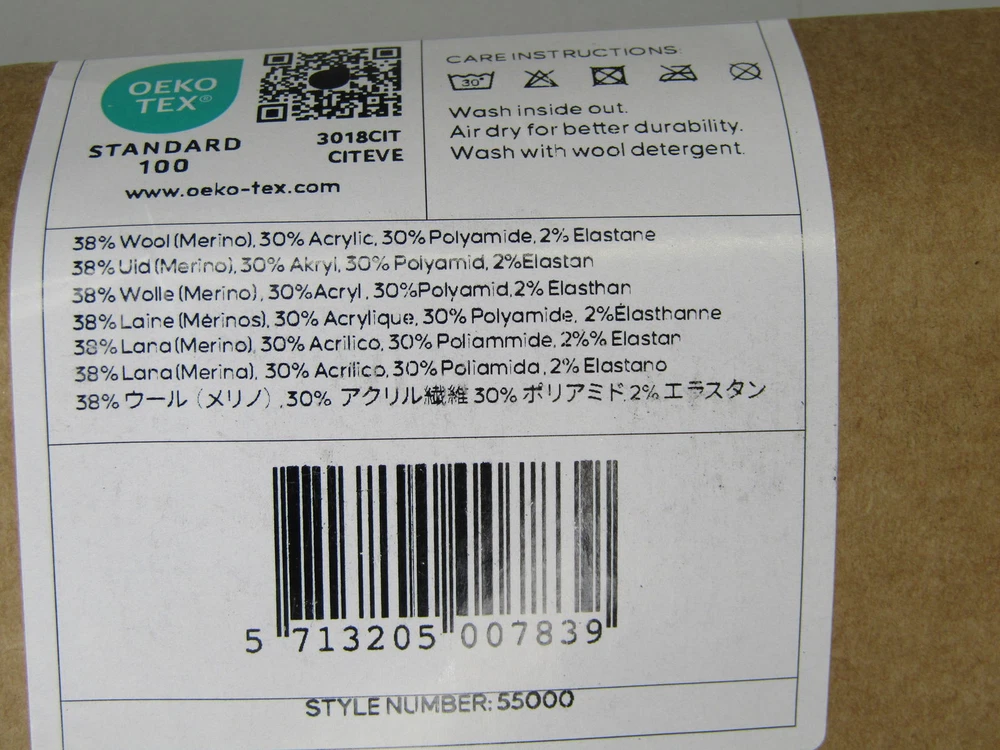 OEKO
TEX®
STANDARD
100
3018CIT
CITEVE
www.oeko-tex.com
CARE INSTRUCTIONS:
30°
Wash inside out.
Air dry for better durability.
Wash with wool detergent.
38% Wool (Merino), 30% Acrylic, 30% Polyamide, 2% Elastane
38% Uld (Merino), 30% Akryl, 30% Polyamid, 2%Elastan
38% Wolle (Merino), 30%Acryl, 30%Polyamid,2% Elasthan
38% Laine (Mérinos), 30% Acrylique, 30% Polyamide, 2%Élasthanne
38% Lana (Merino), 30% Acrilico, 30% Poliammide, 2%% Elastan
38% Lana (Merina), 30% Acrílico, 30% Poliamida, 2% Elastano
38% ウール（メリノ）,30% アクリル繊維 30% ポリアミド 2% エラスタン
5 713205 007839
STYLE NUMBER: 55000